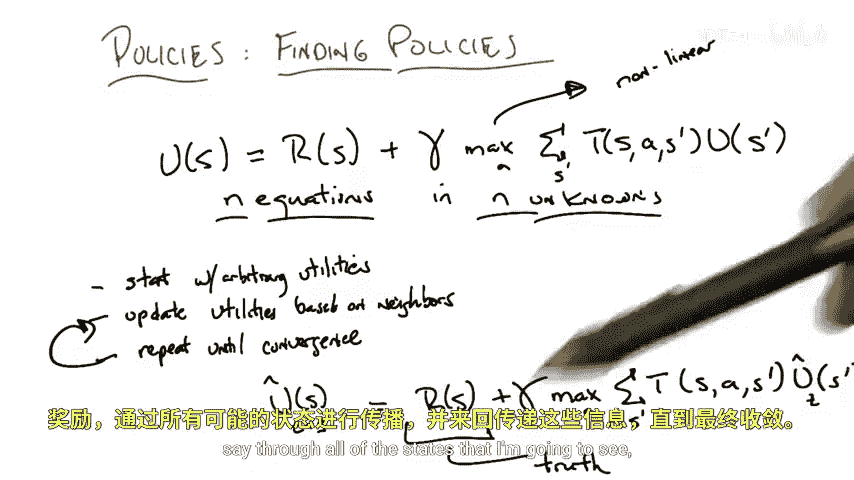 POLICIES : FINDING POLICIES
non-linear
U(s) = R(s) + γ max_a Σ_s' T(s,a,s') U(s')
n equations in n unknowns
- start w/ arbitrary utilities
- update utilities based on neighbors
- repeat until convergence
Û(s) = R(s) + γ max Σ_s' T(s,a,s') Û(s'
truth
奖励，通过所有可能的状态进行传播，并来回传递这些信息，直到最终收敛。
say through all of the states that I'm going to see,